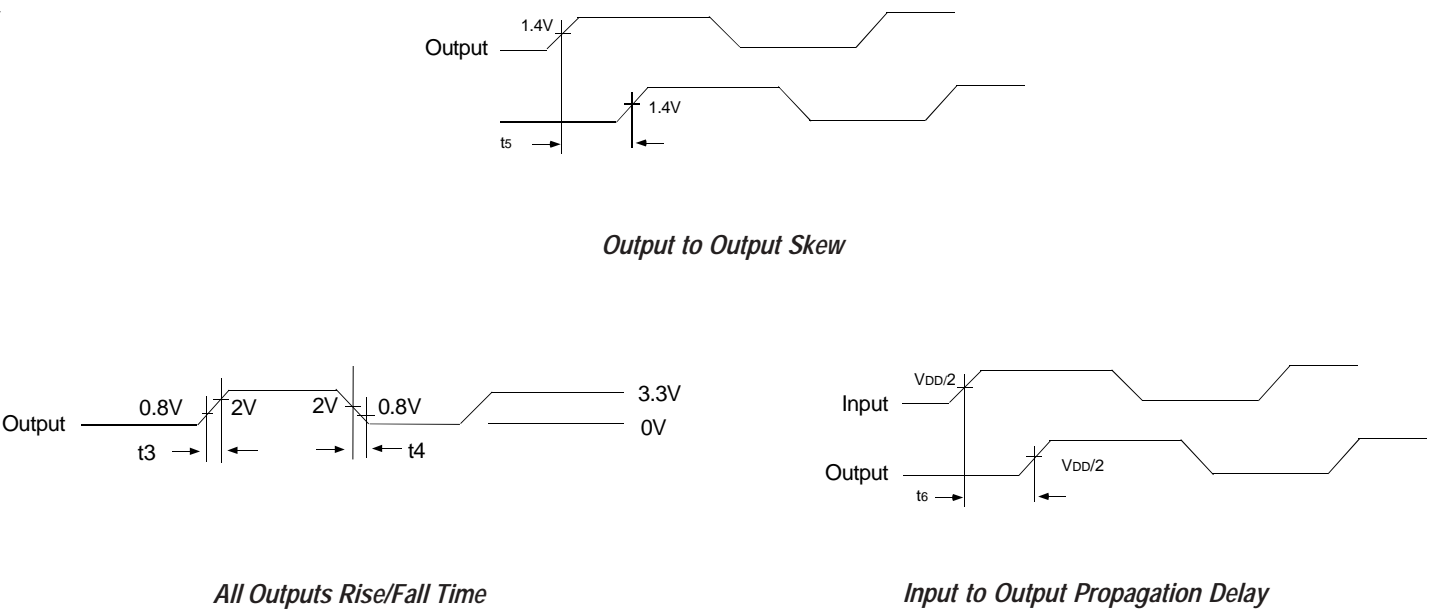 1.4V
Output
1.4V
t5
Output to Output Skew
0.8V 2V 2V 0.8V 3.3V
Output 0V
t3 t4
All Outputs Rise/Fall Time
VDD/2
Input
Output VDD/2
t6
Input to Output Propagation Delay